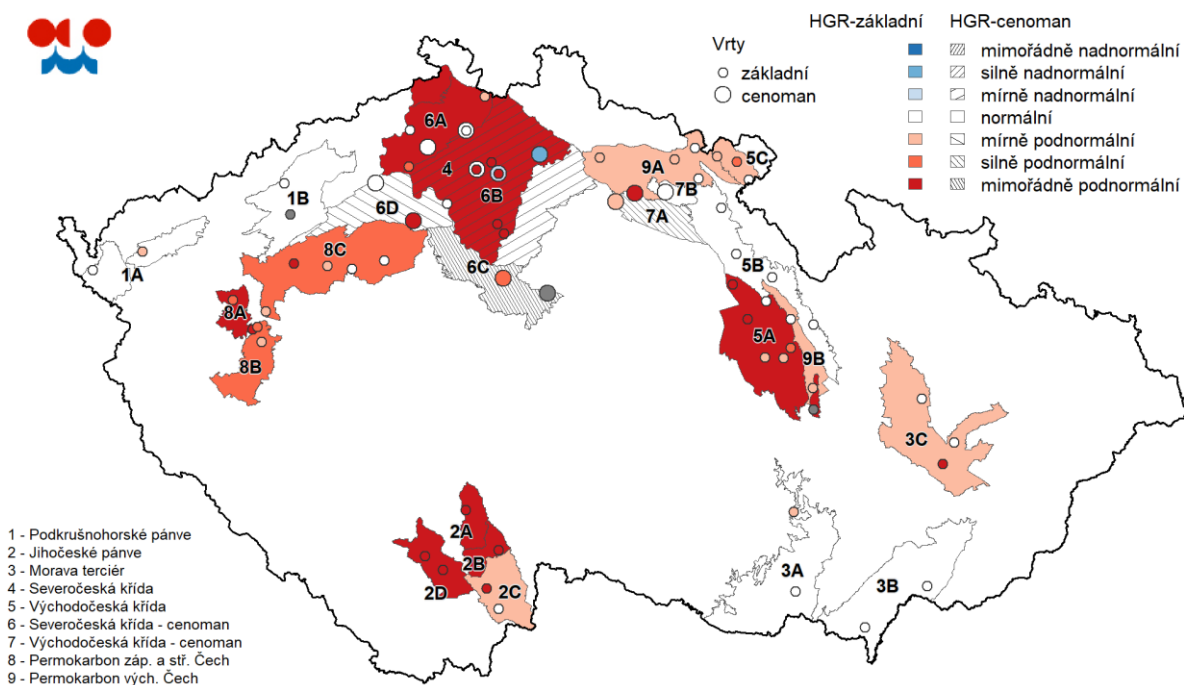 HGR-základní HGR-cenoman
Vrty
základní
cenoman
mimořádně nadnormální
silně nadnormální
mírně nadnormální
normální
mírně podnormální
silně podnormální
mimořádně podnormální
6A
4
6B
6D
6C
1B
1A
8C
8A
8B
9A
5C
7B
7A
5B
5A
9B
3C
2A
2B
2D
2C
3A
3B
1 - Podkrušnohorské pánve
2 - Jihočeské pánve
3 - Morava terciér
4 - Severočeská křída
5 - Východočeská křída
6 - Severočeská křída - cenoman
7 - Východočeská křída - cenoman
8 - Permokarbon záp. a stř. Čech
9 - Permokarbon vých. Čech